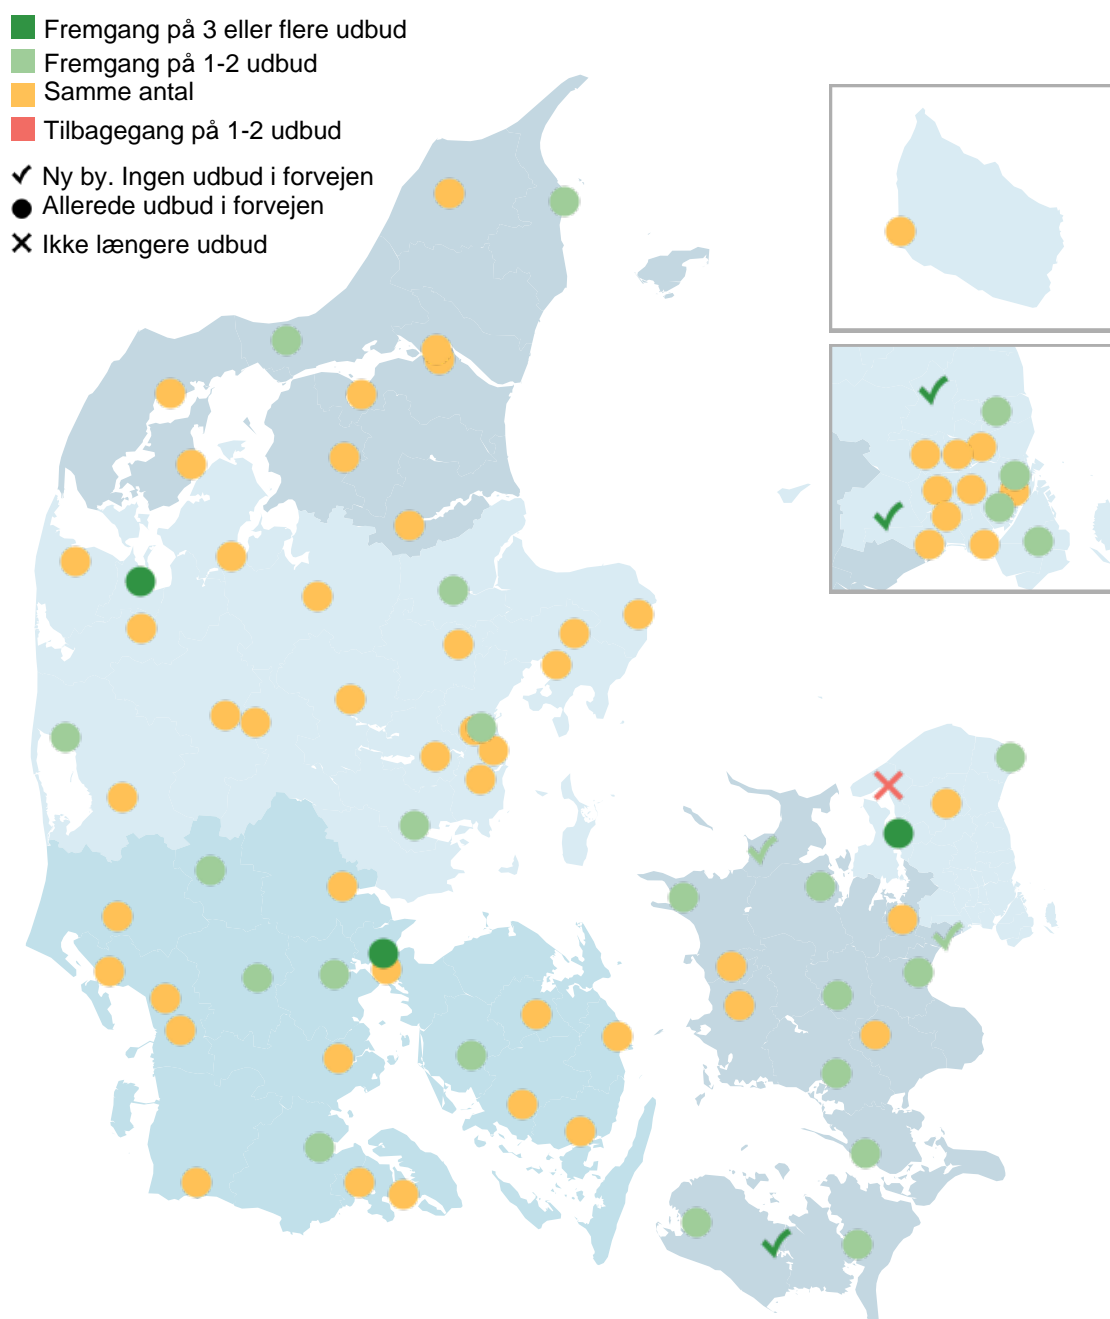 Fremgang på 3 eller flere udbud
Fremgang på 1-2 udbud
Samme antal
Tilbagegang på 1-2 udbud
Ny by. Ingen udbud i forvejen
Allerede udbud i forvejen
Ikke længere udbud